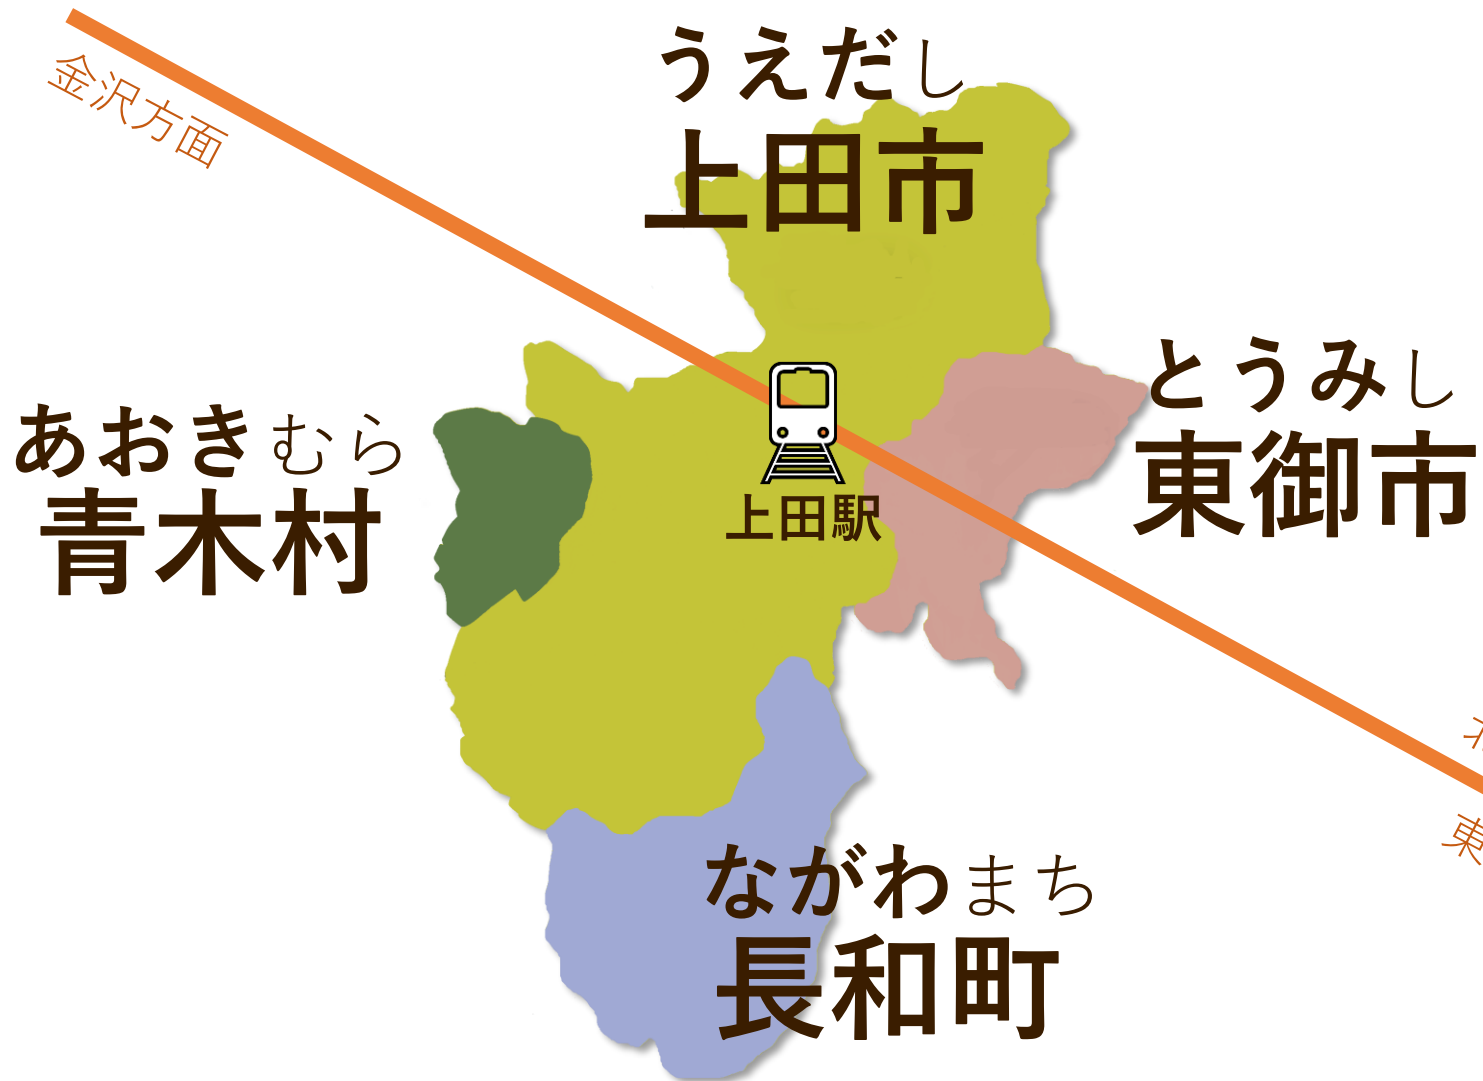 金沢方面
うえだし
上田市
とうみし
東御市
あおきむら
青木村
上田駅
ながわまち
長和町